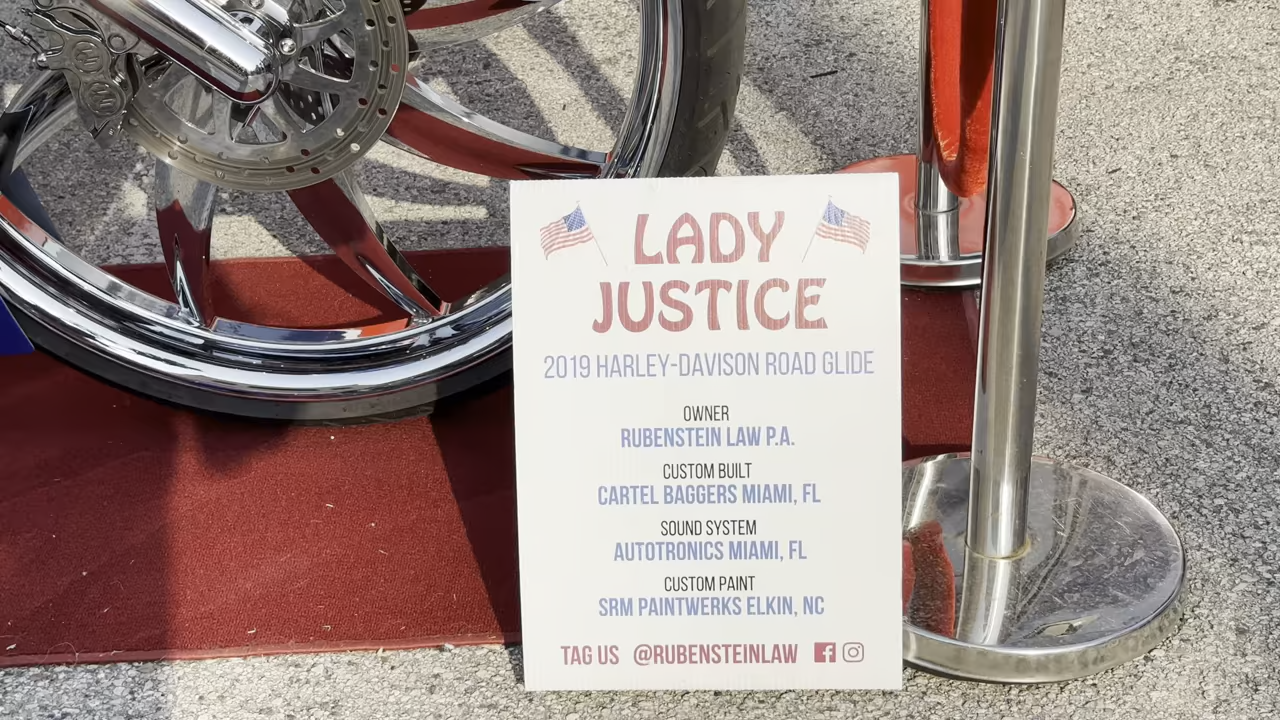 LADY
JUSTICE
2019 HARLEY-DAVISON ROAD GLIDE
OWNER
RUBENSTEIN LAW P.A.
CUSTOM BUILT
CARTEL BAGGERS MIAMI, FL
SOUND SYSTEM
AUTOTRONICS MIAMI, FL
CUSTOM PAINT
SRM PAINTWERKS ELKIN, NC
TAG US @RUBENSTEINLAW